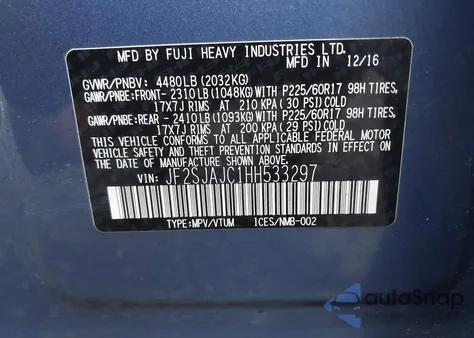 MFD BY FUJI HEAVY INDUSTRIES LTD.
MFD IN 12/16
GVWR/PNBV: 4480LB(2032KG)
GAWR/PNBE:FRONT- 2310LB(1048KG)WITH P225/60R17 98H TIRES,
17X7J RIMS AT 210 KPA(30 PSI)COLD
GAWR/PNBE:REAR - 2410LB(1093KG)WITH P225/60R17 98H TIRES,
17X7J RIMS AT 200 KPA(29 PSI)COLD
THIS VEHICLE CONFORMS TO ALL APPLICABLE FEDERAL MOTOR
VEHICLE SAFETY AND THEFT PREVENTION STANDARDS IN EFFECT
ON THE DATE OF MANUFACTURE SHOWN ABOVE.
VIN: JF2SJAJC1HH533297
TYPE:MPV/VTUM ICES/NMB-002
autoSnap